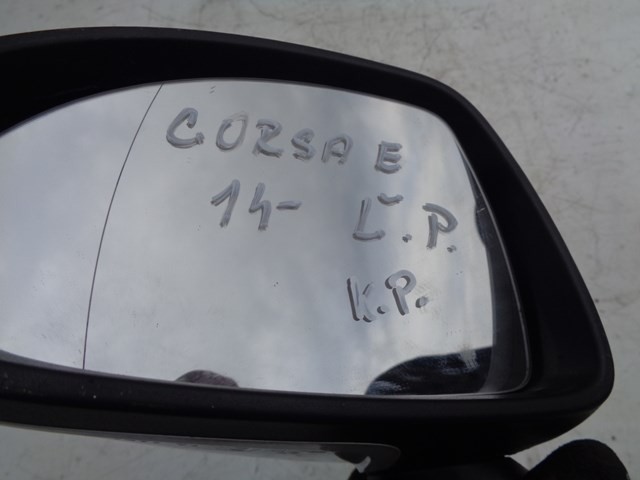 CORSA E
14- Ľ.P.
K.P.